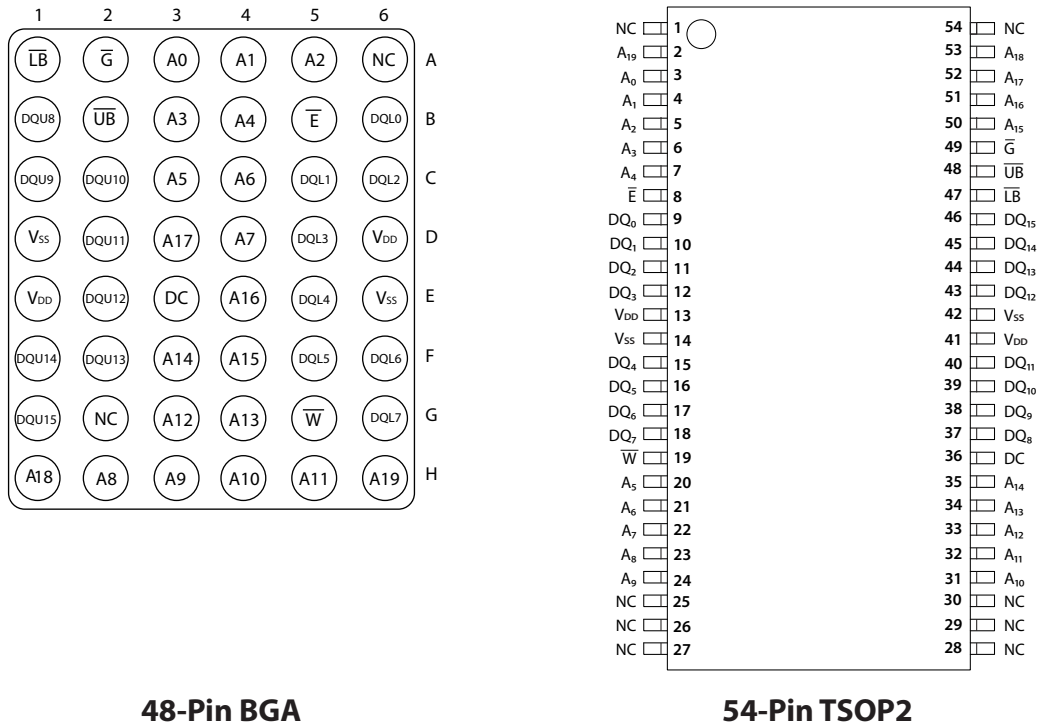 1 2 3 4 5 6
L̅B̅ G̅ A0 A1 A2 NC A
DQU8 U̅B̅ A3 A4 E̅ DQL0 B
DQU9 DQU10 A5 A6 DQL1 DQL2 C
VSS DQU11 A17 A7 DQL3 VDD D
VDD DQU12 DC A16 DQL4 VSS E
DQU14 DQU13 A14 A15 DQL5 DQL6 F
DQU15 NC A12 A13 W̅ DQL7 G
A18 A8 A9 A10 A11 A19 H
48-Pin BGA
NC 1 54 NC
A₁₉ 2 53 A₁₈
A₀ 3 52 A₁₇
A₁ 4 51 A₁₆
A₂ 5 50 A₁₅
A₃ 6 49 G̅
A₄ 7 48 U̅B̅
E̅ 8 47 L̅B̅
DQ₀ 9 46 DQ₁₅
DQ₁ 10 45 DQ₁₄
DQ₂ 11 44 DQ₁₃
DQ₃ 12 43 DQ₁₂
VDD 13 42 VSS
VSS 14 41 VDD
DQ₄ 15 40 DQ₁₁
DQ₅ 16 39 DQ₁₀
DQ₆ 17 38 DQ₉
DQ₇ 18 37 DQ₈
W̅ 19 36 DC
A₅ 20 35 A₁₄
A₆ 21 34 A₁₃
A₇ 22 33 A₁₂
A₈ 23 32 A₁₁
A₉ 24 31 A₁₀
NC 25 30 NC
NC 26 29 NC
NC 27 28 NC
54-Pin TSOP2